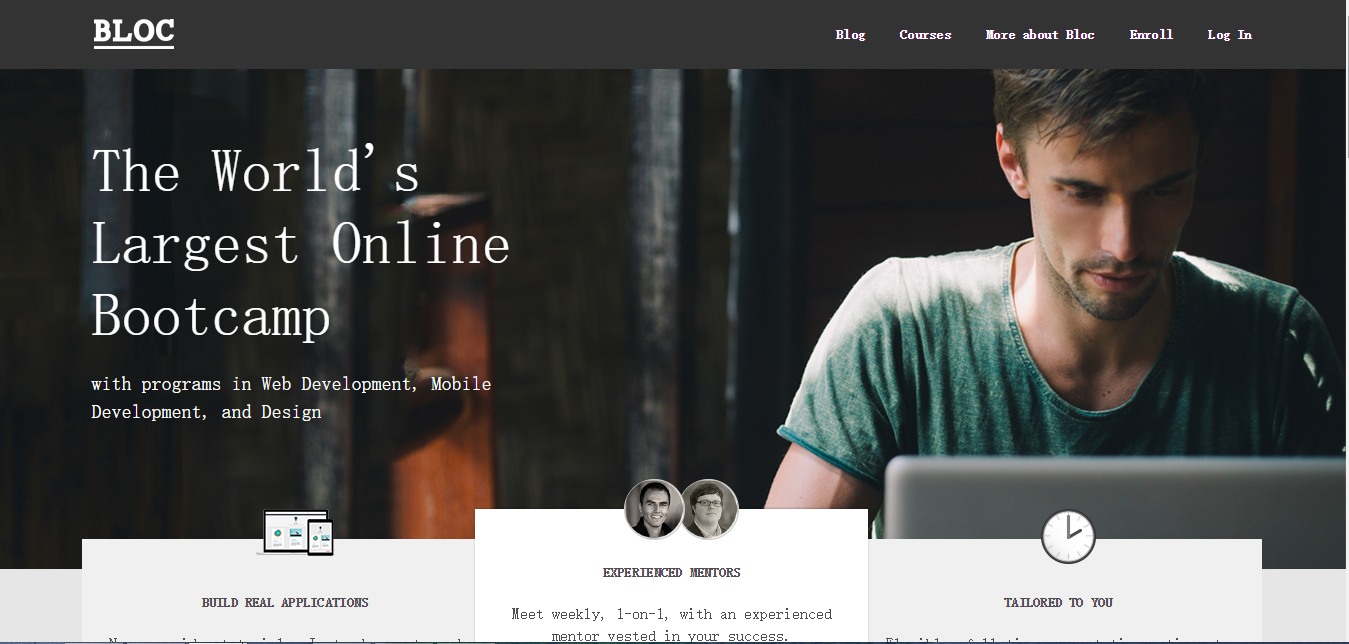 BLOC
Blog Courses More about Bloc Enroll Log In
The World's
Largest Online
Bootcamp
with programs in Web Development, Mobile
Development, and Design
BUILD REAL APPLICATIONS
EXPERIENCED MENTORS
Meet weekly, 1-on-1, with an experienced
mentor vested in your success.
TAILORED TO YOU